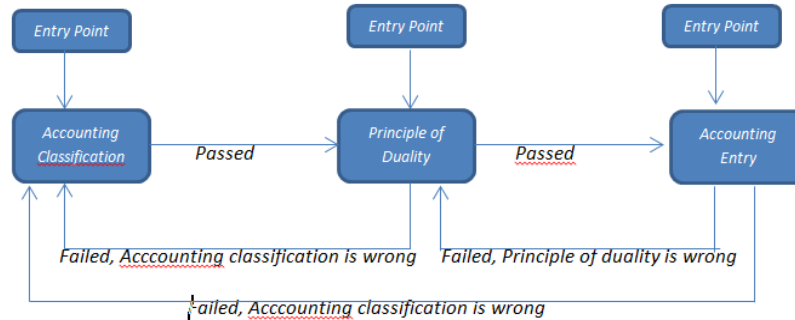 Entry Point
Entry Point
Entry Point
Accounting
Classification
Principle of
Duality
Accounting
Entry
Passed
Passed
Failed, Acccounting classification is wrong
Failed, Principle of duality is wrong
Failed, Acccounting classification is wrong